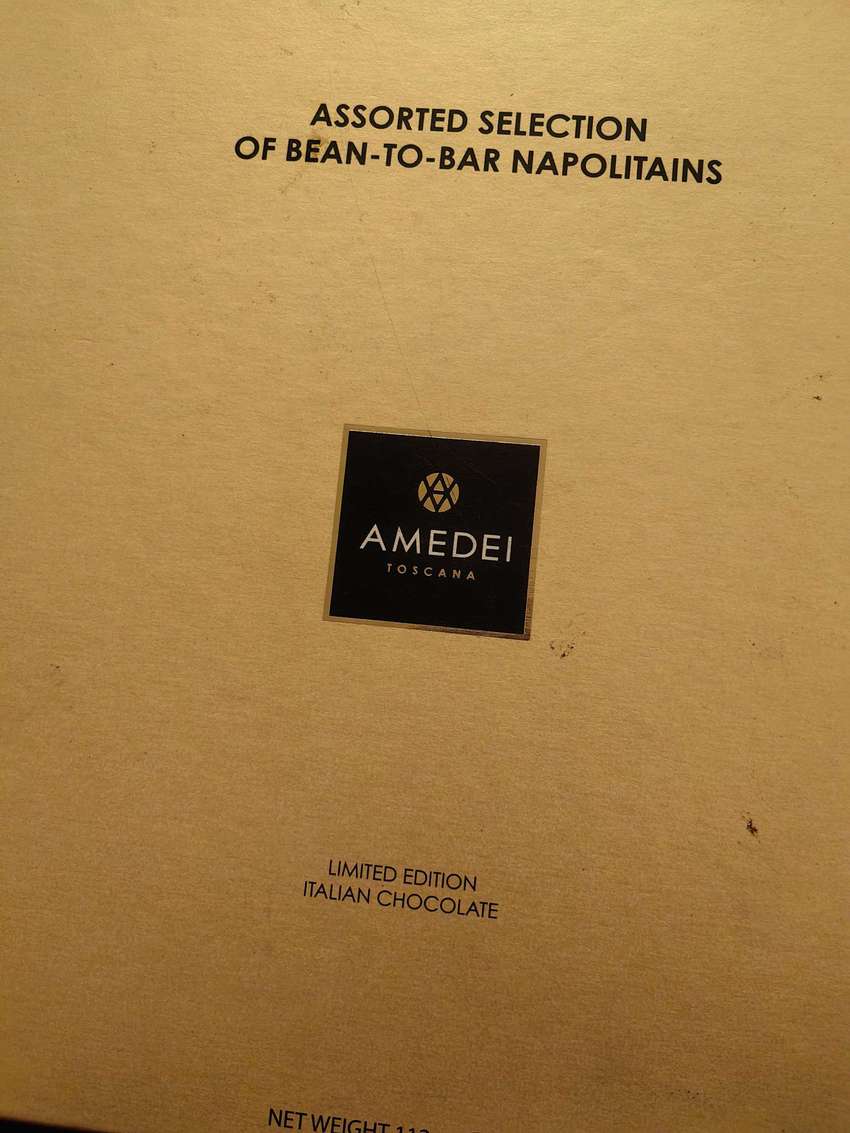 ASSORTED SELECTION
OF BEAN-TO-BAR NAPOLITAINS
AMEDEI
TOSCANA
LIMITED EDITION
ITALIAN CHOCOLATE
NET WEIGHT